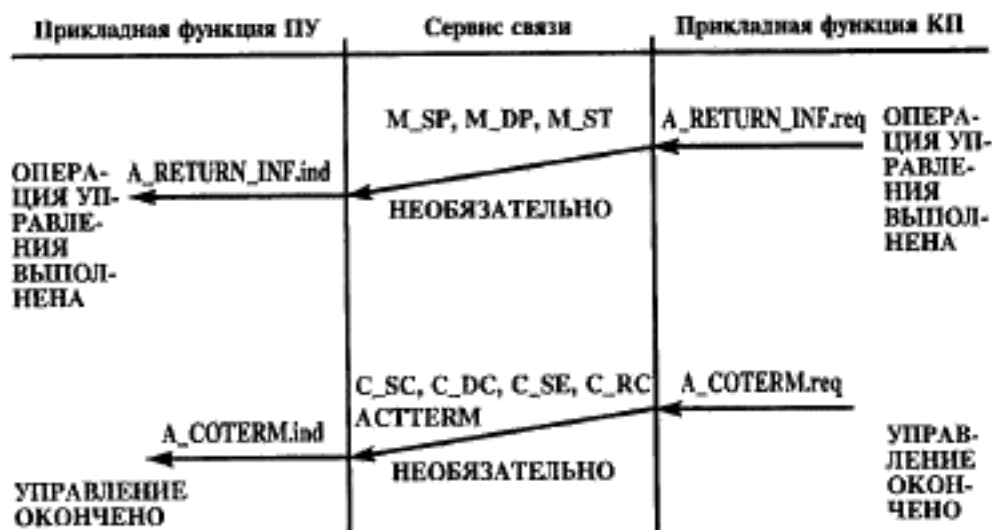 Прикладная функция ПУ
Сервис связи
Прикладная функция КП
M_SP, M_DP, M_ST
A_RETURN_INF.req
ОПЕРА-
ЦИЯ УП-
РАВЛЕ-
НИЯ
ВЫПОЛ-
НЕНА
ОПЕРА-
ЦИЯ УП-
РАВЛЕ-
НИЯ
ВЫПОЛ-
НЕНА
A_RETURN_INF.ind
НЕОБЯЗАТЕЛЬНО
C_SC, C_DC, C_SE, C_RC
ACTTERM
A_COTERM.req
A_COTERM.ind
НЕОБЯЗАТЕЛЬНО
УПРАВ-
ЛЕНИЕ
ОКОН-
ЧЕНО
УПРАВЛЕНИЕ
ОКОНЧЕНО